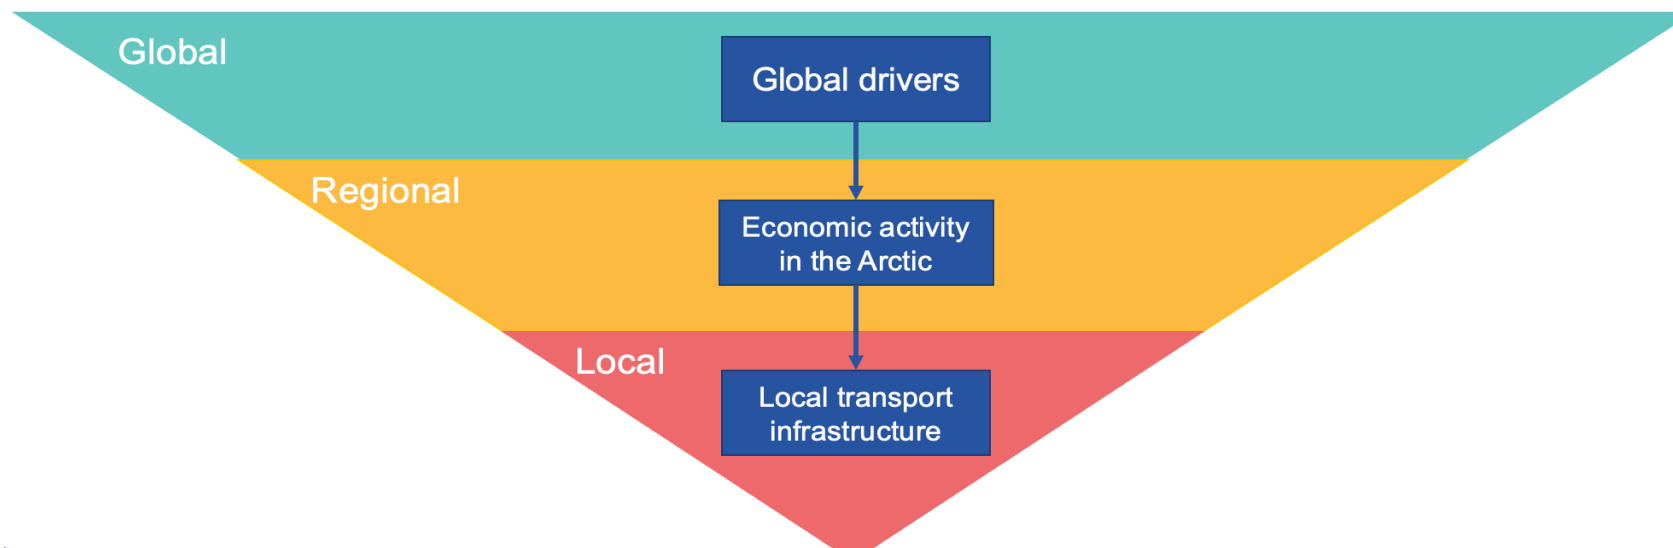 Global
Global drivers
Regional
Economic activity
in the Arctic
Local
Local transport
infrastructure